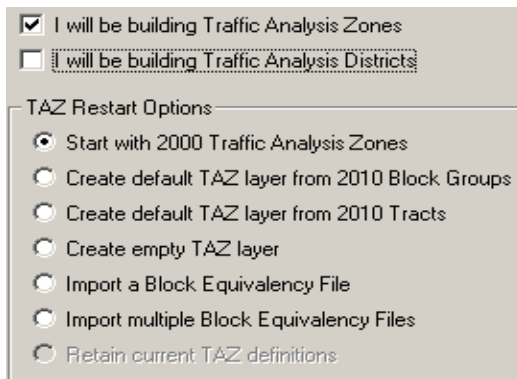 I will be building Traffic Analysis Zones
I will be building Traffic Analysis Districts
TAZ Restart Options
Start with 2000 Traffic Analysis Zones
Create default TAZ layer from 2010 Block Groups
Create default TAZ layer from 2010 Tracts
Create empty TAZ layer
Import a Block Equivalency File
Import multiple Block Equivalency Files
Retain current TAZ definitions